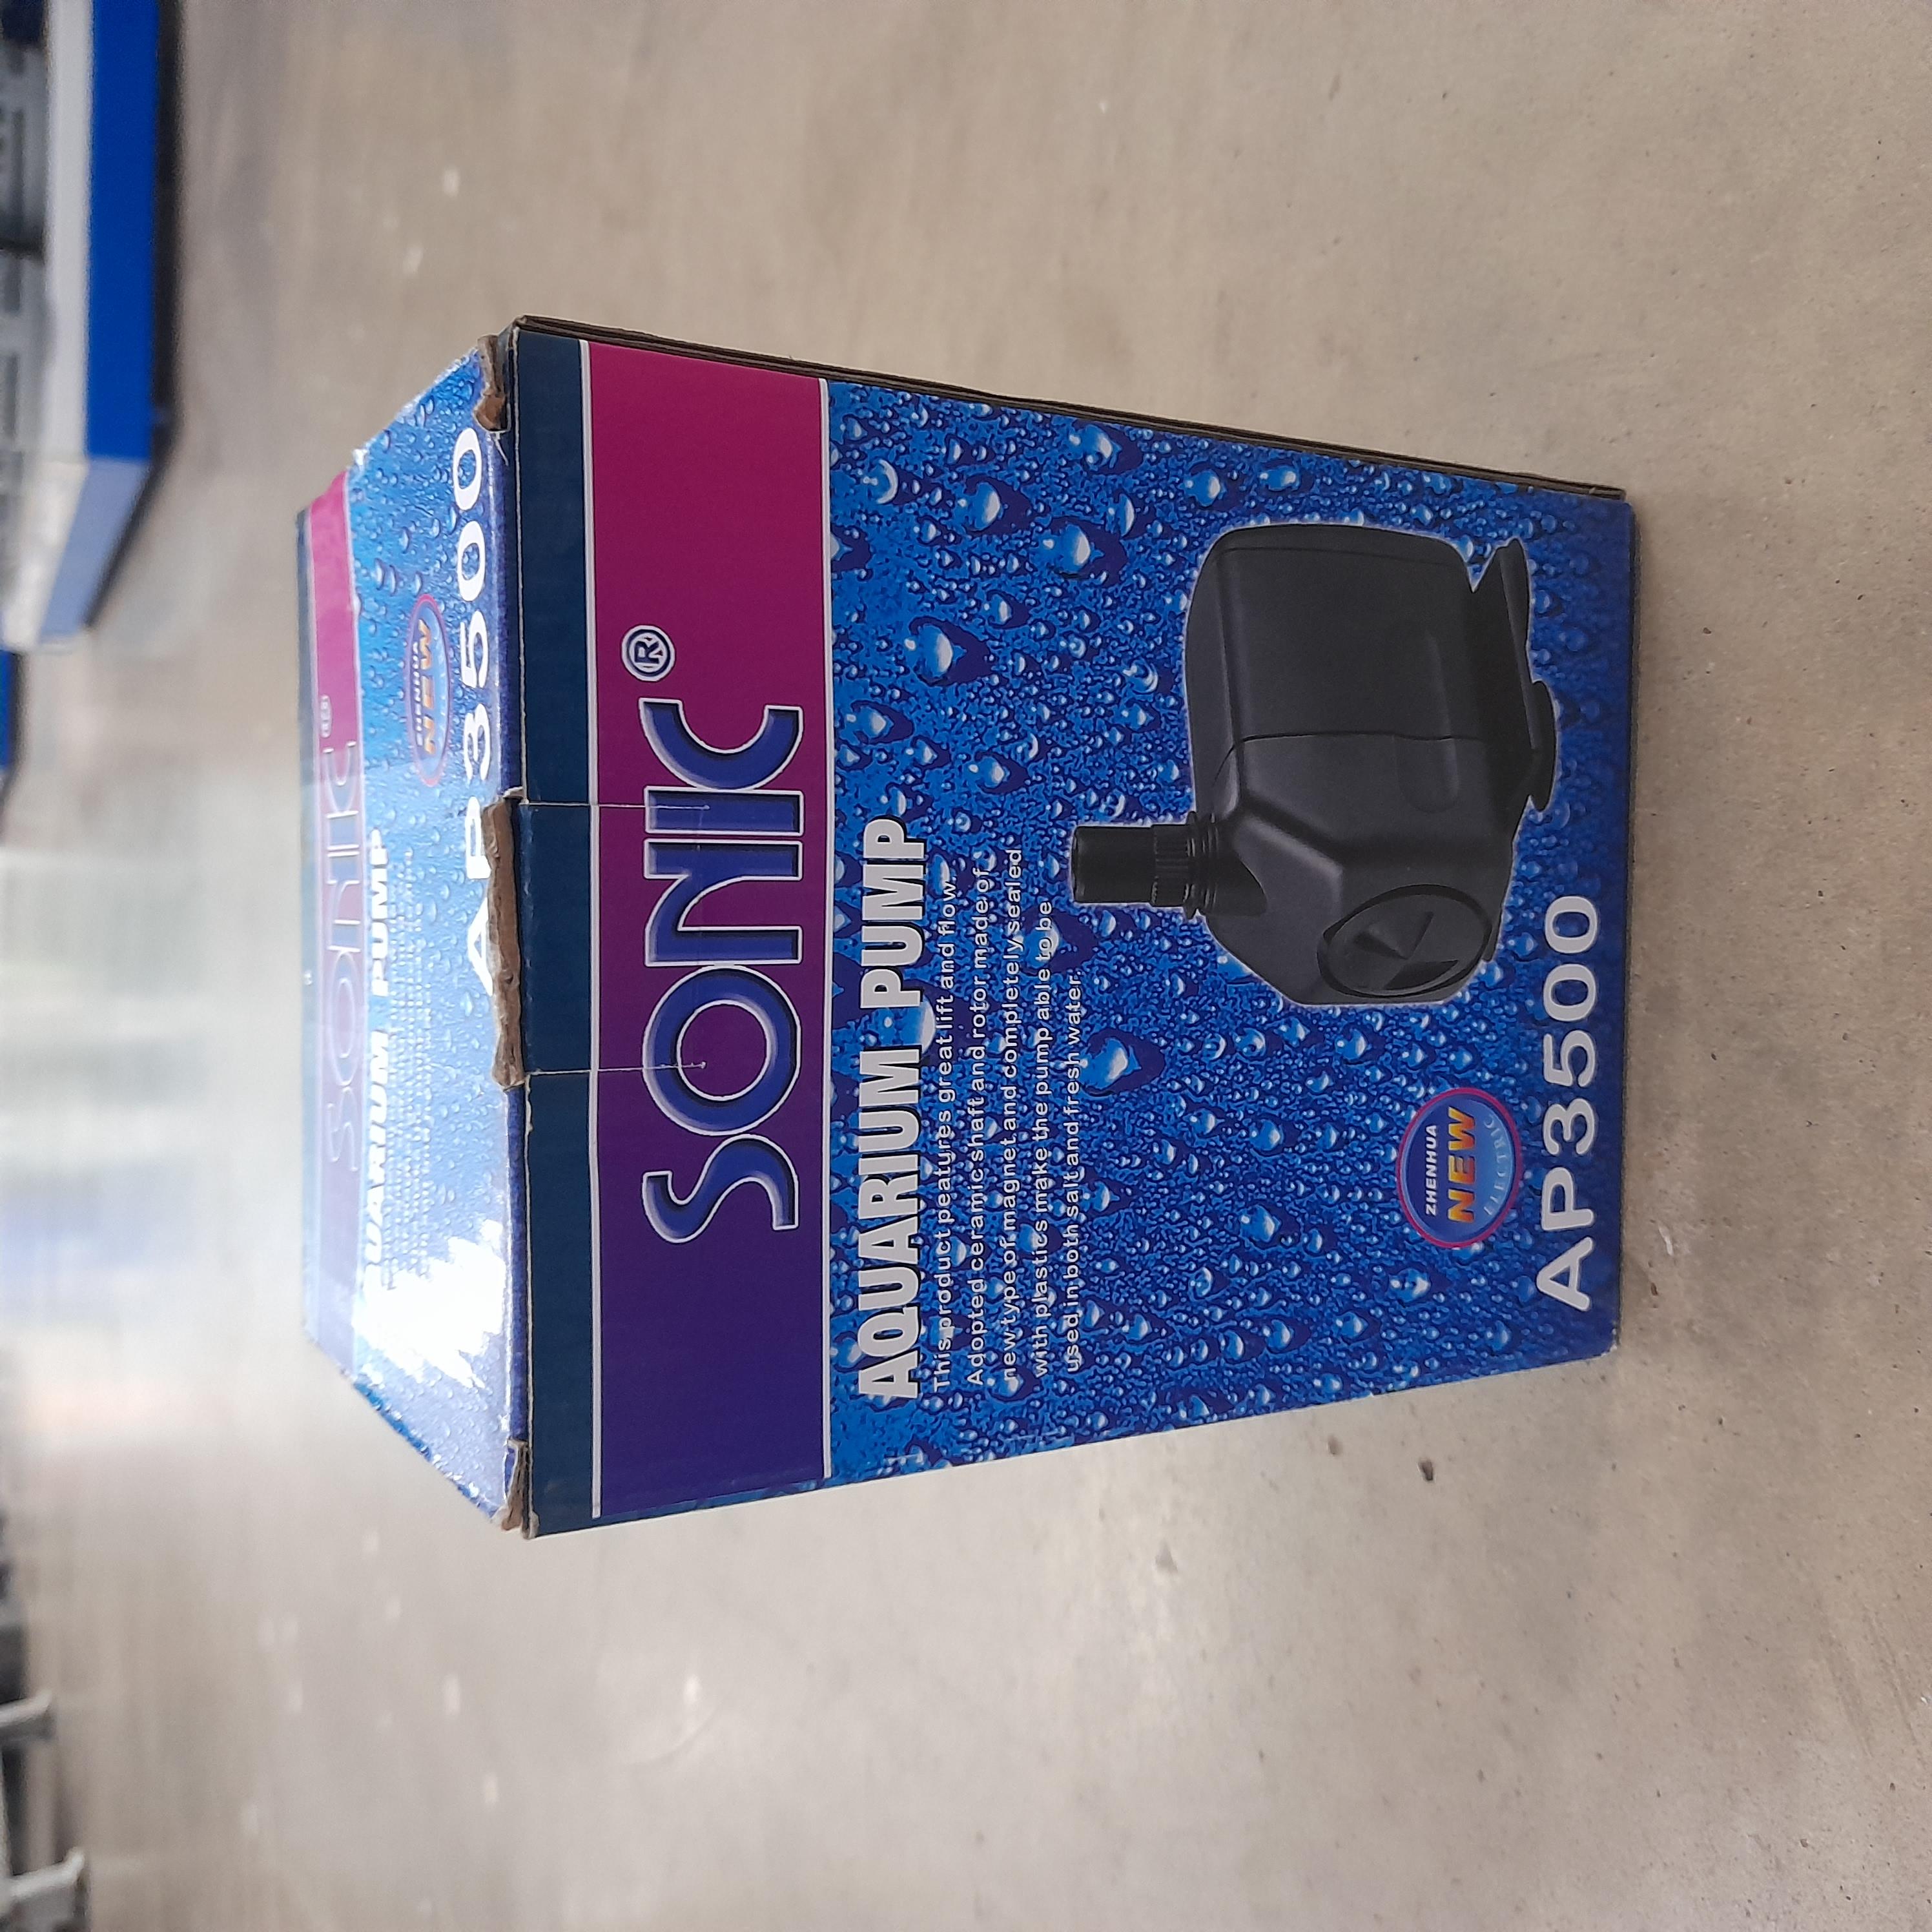 SONIC®
AQUARIUM PUMP
This product peatures great lift and flow.
Adopted ceramic shaft and rotor made of
new type of magnet and completely sealed
with plastics make the pump able to be
used in both salt and fresh water.
ZHENHUA
NEW
ELECTRIC
AP3500
SONIC®
AQUARIUM PUMP
ZHENHUA
NEW
AP3500